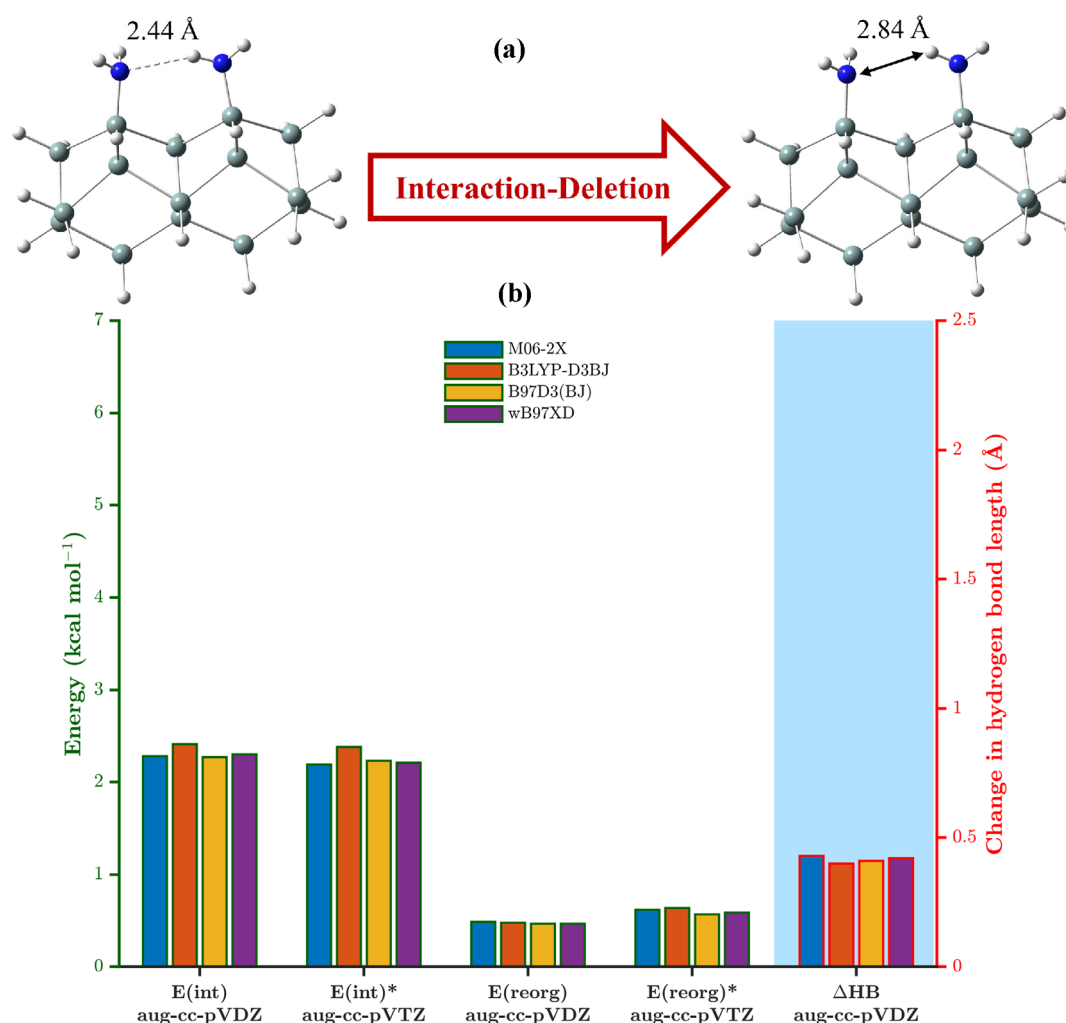 2.44 Å
(a)
2.84 Å
Interaction-Deletion
(b)
7
6
5
4
3
2
1
0
Energy (kcal mol⁻¹)
M06-2X
B3LYP-D3BJ
B97D3(BJ)
wB97XD
2.5
2
1.5
1
0.5
0
Change in hydrogen bond length (Å)
E(int)
aug-cc-pVDZ
E(int)*
aug-cc-pVTZ
E(reorg)
aug-cc-pVDZ
E(reorg)*
aug-cc-pVTZ
ΔHB
aug-cc-pVDZ